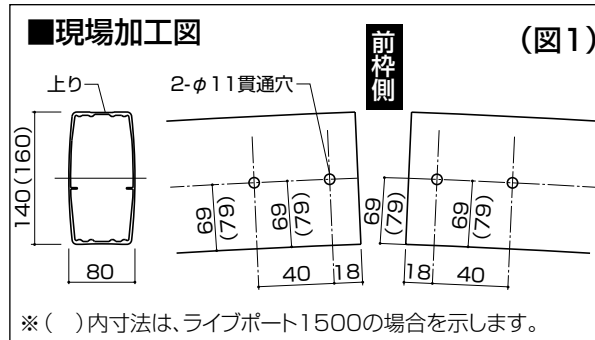 ■現場加工図
(図1)
前枠側
上り
2-φ11貫通穴
140(160)
80
69
(79)
69
(79)
40
18
69
(79)
69
(79)
18
40
※(　)内寸法は、ライブポート1500の場合を示します。